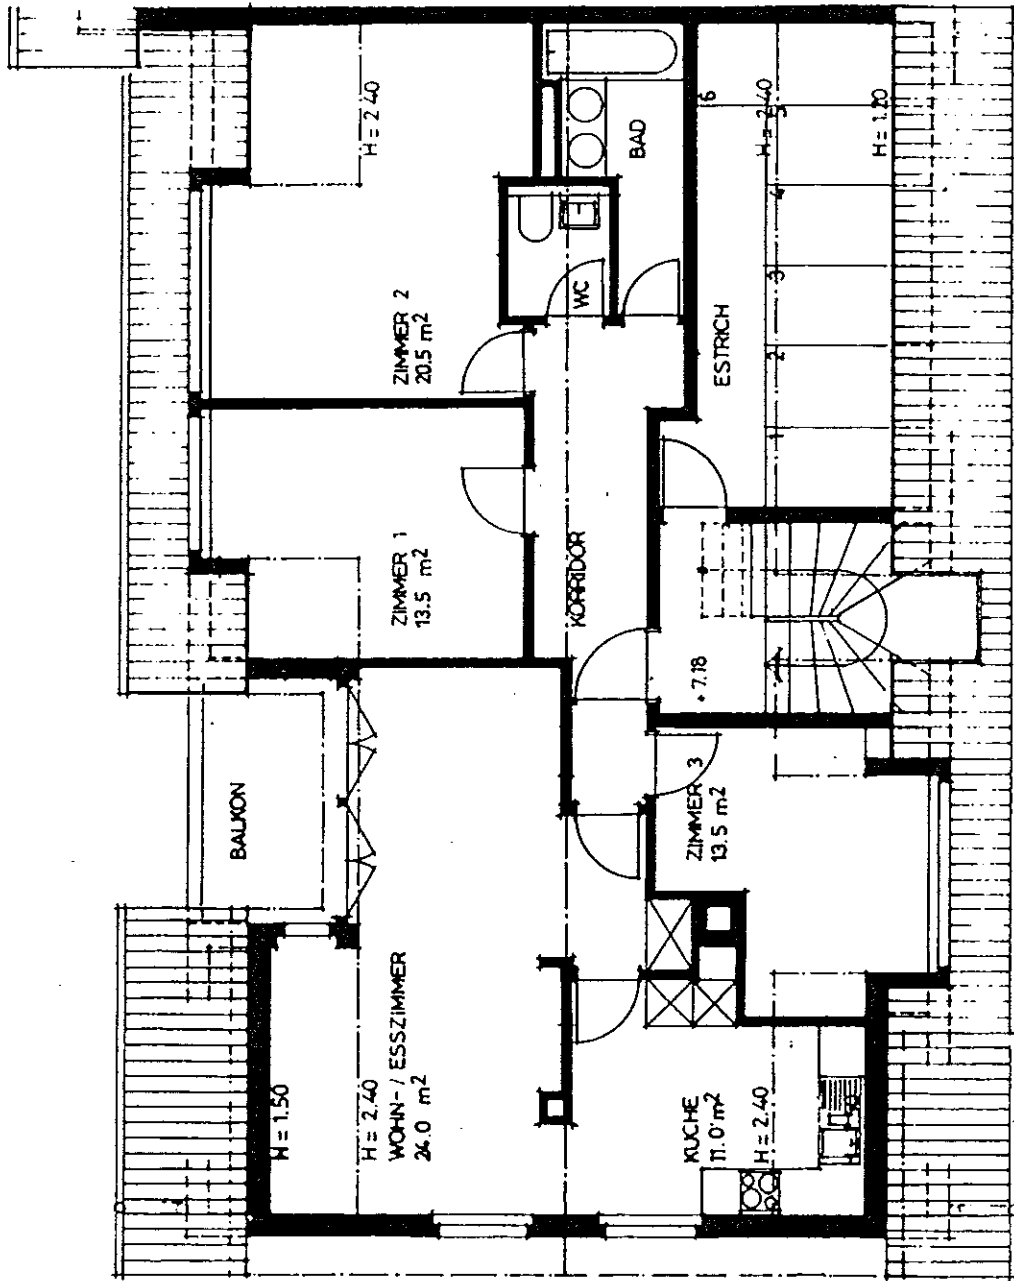 H = 2.40
6
H = 2.40
5
H = 1.20
BAD
4
WC
3
ZIMMER 2
20.5 m²
ESTRICH
2
1
ZIMMER 1
13.5 m²
KORRIDOR
+ 7.18
BALKON
ZIMMER 3
13.5 m²
WOHN- / ESSZIMMER
24.0 m²
H = 1.50
H = 2.40
KUCHE
11.0 m²
H = 2.40